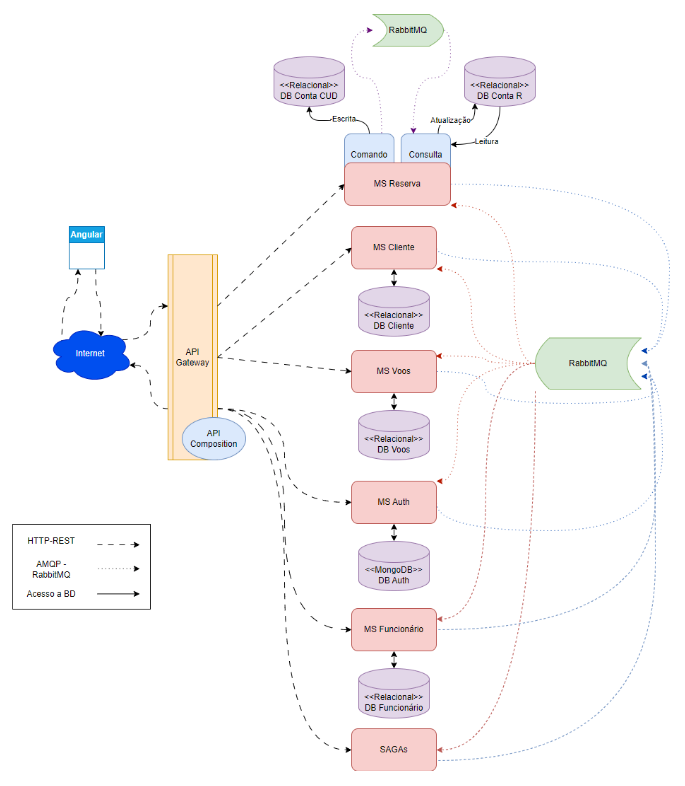 RabbitMQ
<<Relacional>>
DB Conta CUD
<<Relacional>>
DB Conta R
Escrita
Atualização
Leitura
Comando
Consulta
MS Reserva
Angular
MS Cliente
<<Relacional>>
DB Cliente
Internet
API
Gateway
MS Voos
RabbitMQ
API
Composition
<<Relacional>>
DB Voos
MS Auth
HTTP-REST
AMQP -
RabbitMQ
Acesso a BD
<<MongoDB>>
DB Auth
MS Funcionário
<<Relacional>>
DB Funcionário
SAGAs